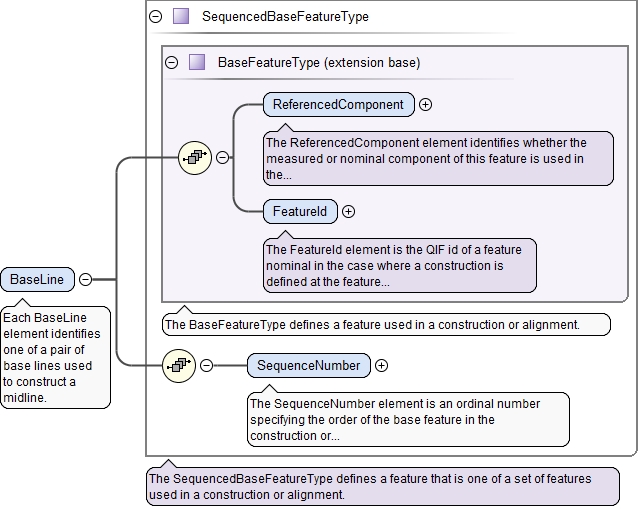 SequencedBaseFeatureType
BaseFeatureType (extension base)
ReferencedComponent
The ReferencedComponent element identifies whether the
measured or nominal component of this feature is used in
the...
FeatureId
The FeatureId element is the QIF id of a feature
nominal in the case where a construction is
defined at the feature...
BaseLine
Each BaseLine
element identifies
one of a pair of
base lines used
to construct a
midline.
The BaseFeatureType defines a feature used in a construction or alignment.
SequenceNumber
The SequenceNumber element is an ordinal number
specifying the order of the base feature in the
construction or...
The SequencedBaseFeatureType defines a feature that is one of a set of features
used in a construction or alignment.